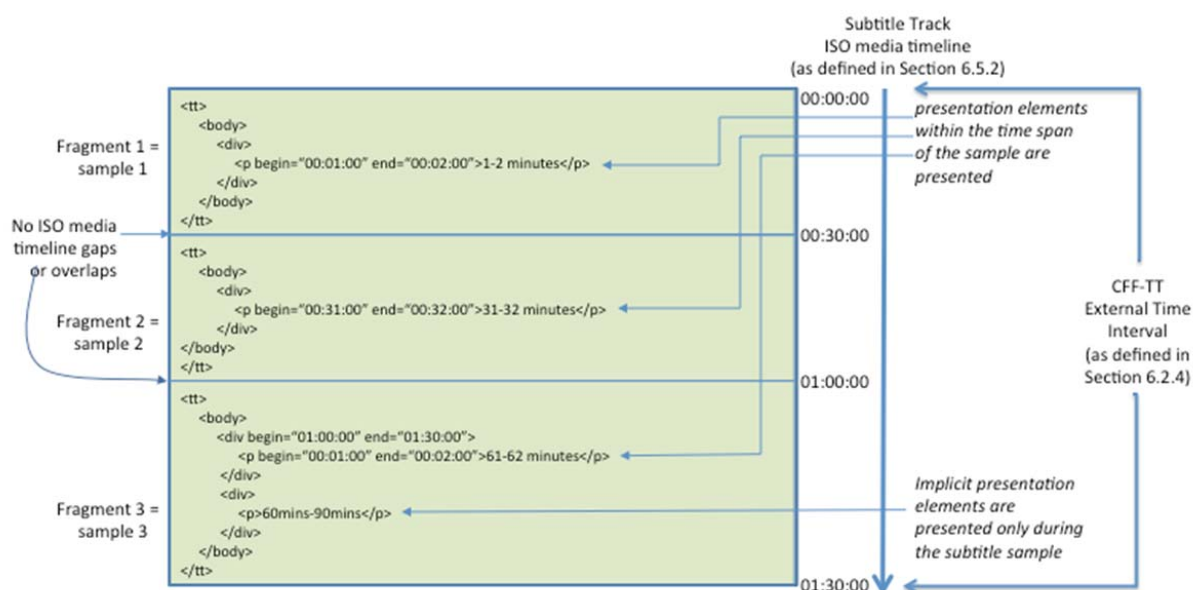 Subtitle Track
ISO media timeline
(as defined in Section 6.5.2)
00:00:00
<tt>
<body>
<div>
<p begin="00:01:00" end="00:02:00">1-2 minutes</p>
</div>
</body>
</tt>
Fragment 1 =
sample 1
presentation elements
within the time span
of the sample are
presented
No ISO media
timeline gaps
or overlaps
00:30:00
<tt>
<body>
<div>
<p begin="00:31:00" end="00:32:00">31-32 minutes</p>
</div>
</body>
</tt>
Fragment 2 =
sample 2
CFF-TT
External Time
Interval
(as defined in
Section 6.2.4)
01:00:00
<tt>
<body>
<div begin="01:00:00" end="01:30:00">
<p begin="00:01:00" end="00:02:00">61-62 minutes</p>
</div>
<div>
<p>60mins-90mins</p>
</div>
</body>
</tt>
Fragment 3 =
sample 3
Implicit presentation
elements are
presented only during
the subtitle sample
01:30:00